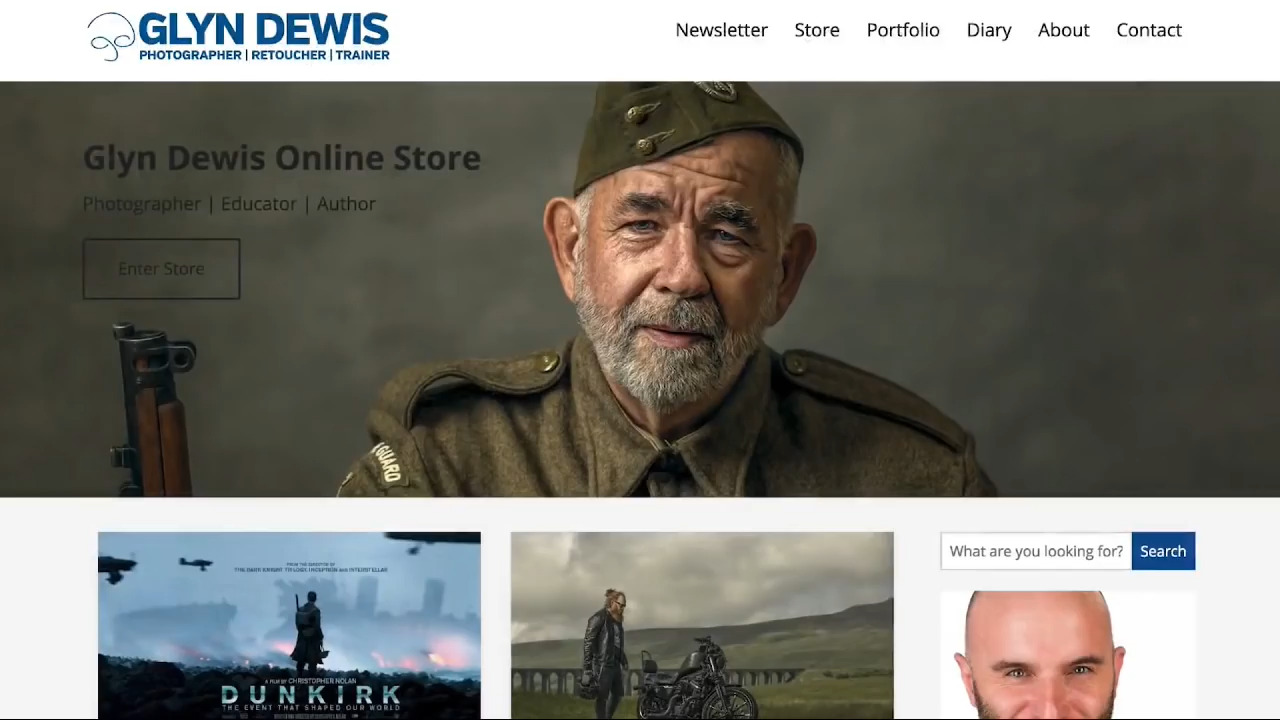 GLYN DEWIS
PHOTOGRAPHER | RETOUCHER | TRAINER
Newsletter Store Portfolio Diary About Contact
Glyn Dewis Online Store
Photographer | Educator | Author
Enter Store
GUARD
What are you looking for? Search
FROM THE DIRECTOR OF
THE DARK KNIGHT TRILOGY, INCEPTION AND INTERSTELLAR
A FILM BY CHRISTOPHER NOLAN
DUNKIRK
THE EVENT THAT SHAPED OUR WORLD